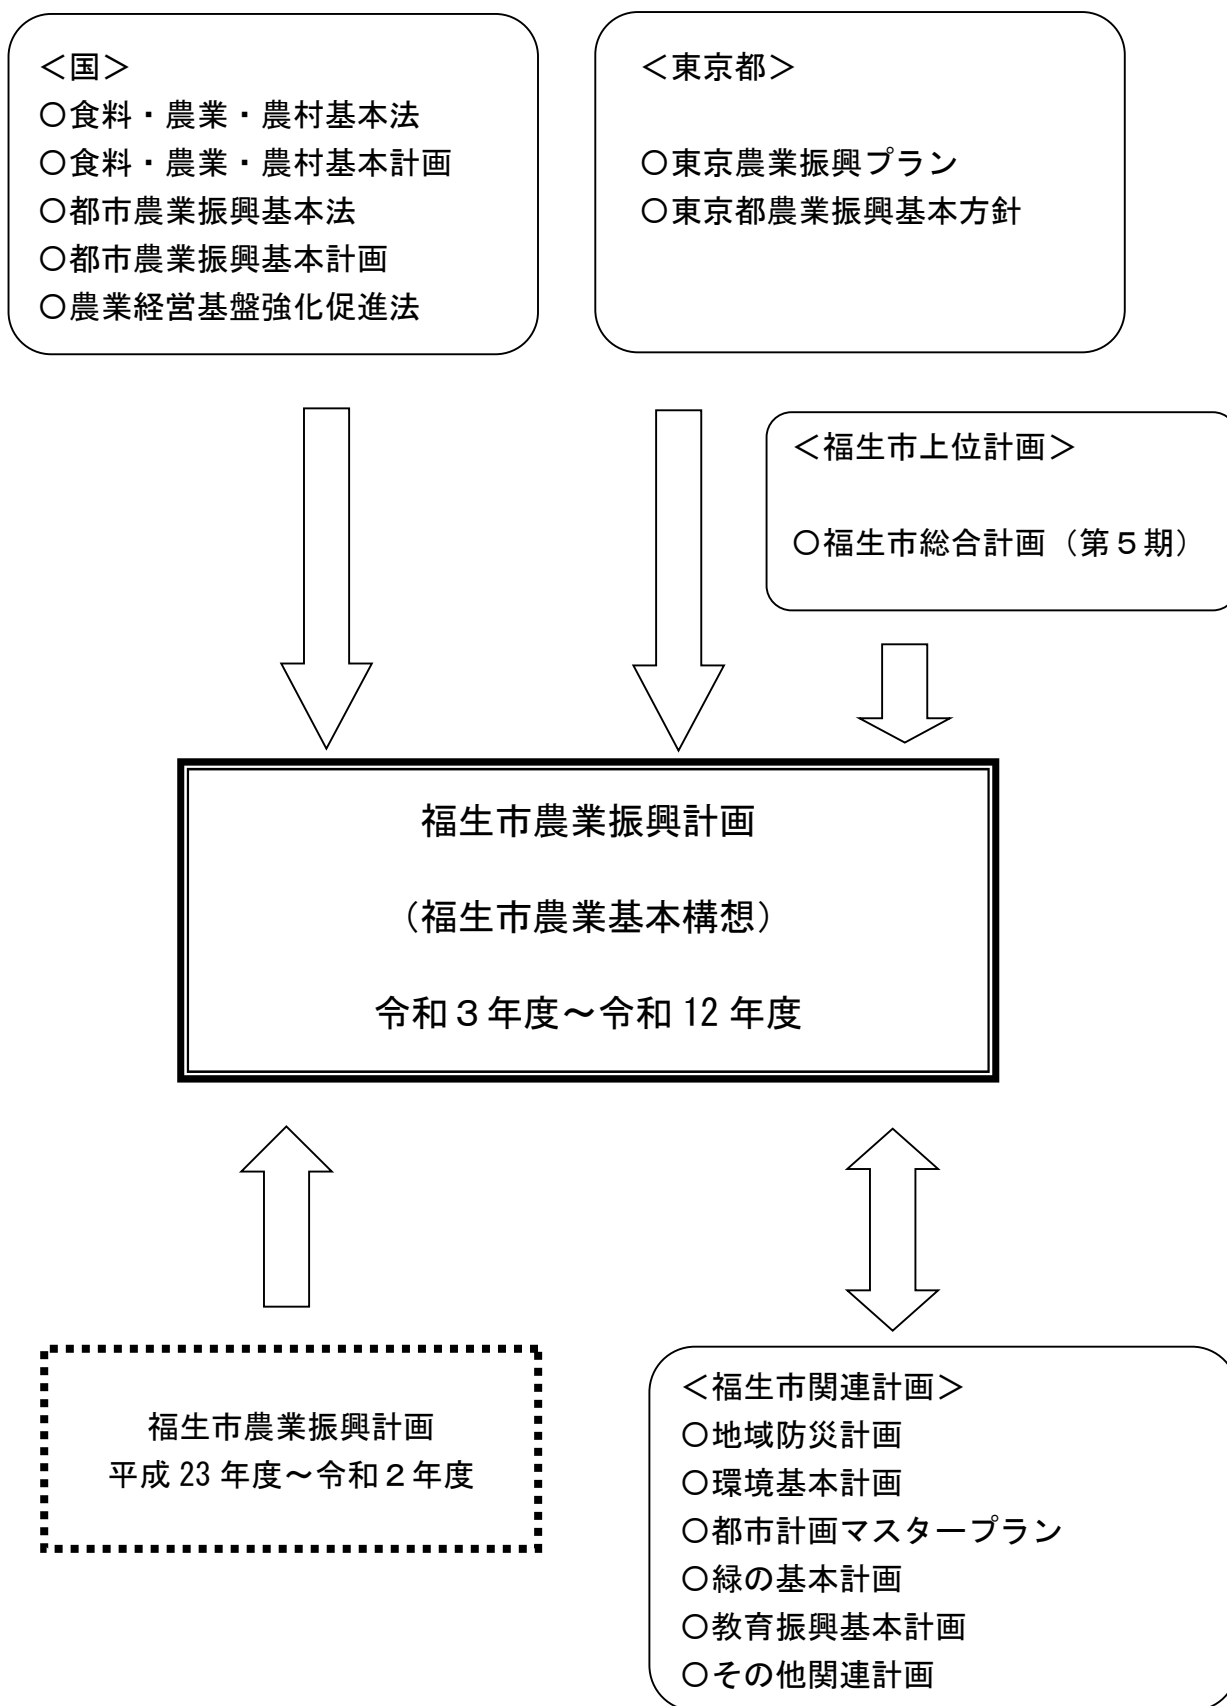 ＜国＞
○食料・農業・農村基本法
○食料・農業・農村基本計画
○都市農業振興基本法
○都市農業振興基本計画
○農業経営基盤強化促進法
＜東京都＞
○東京農業振興プラン
○東京都農業振興基本方針
＜福生市上位計画＞
○福生市総合計画（第５期）
福生市農業振興計画
（福生市農業基本構想）
令和３年度～令和 12 年度
福生市農業振興計画
平成 23 年度～令和２年度
＜福生市関連計画＞
○地域防災計画
○環境基本計画
○都市計画マスタープラン
○緑の基本計画
○教育振興基本計画
○その他関連計画